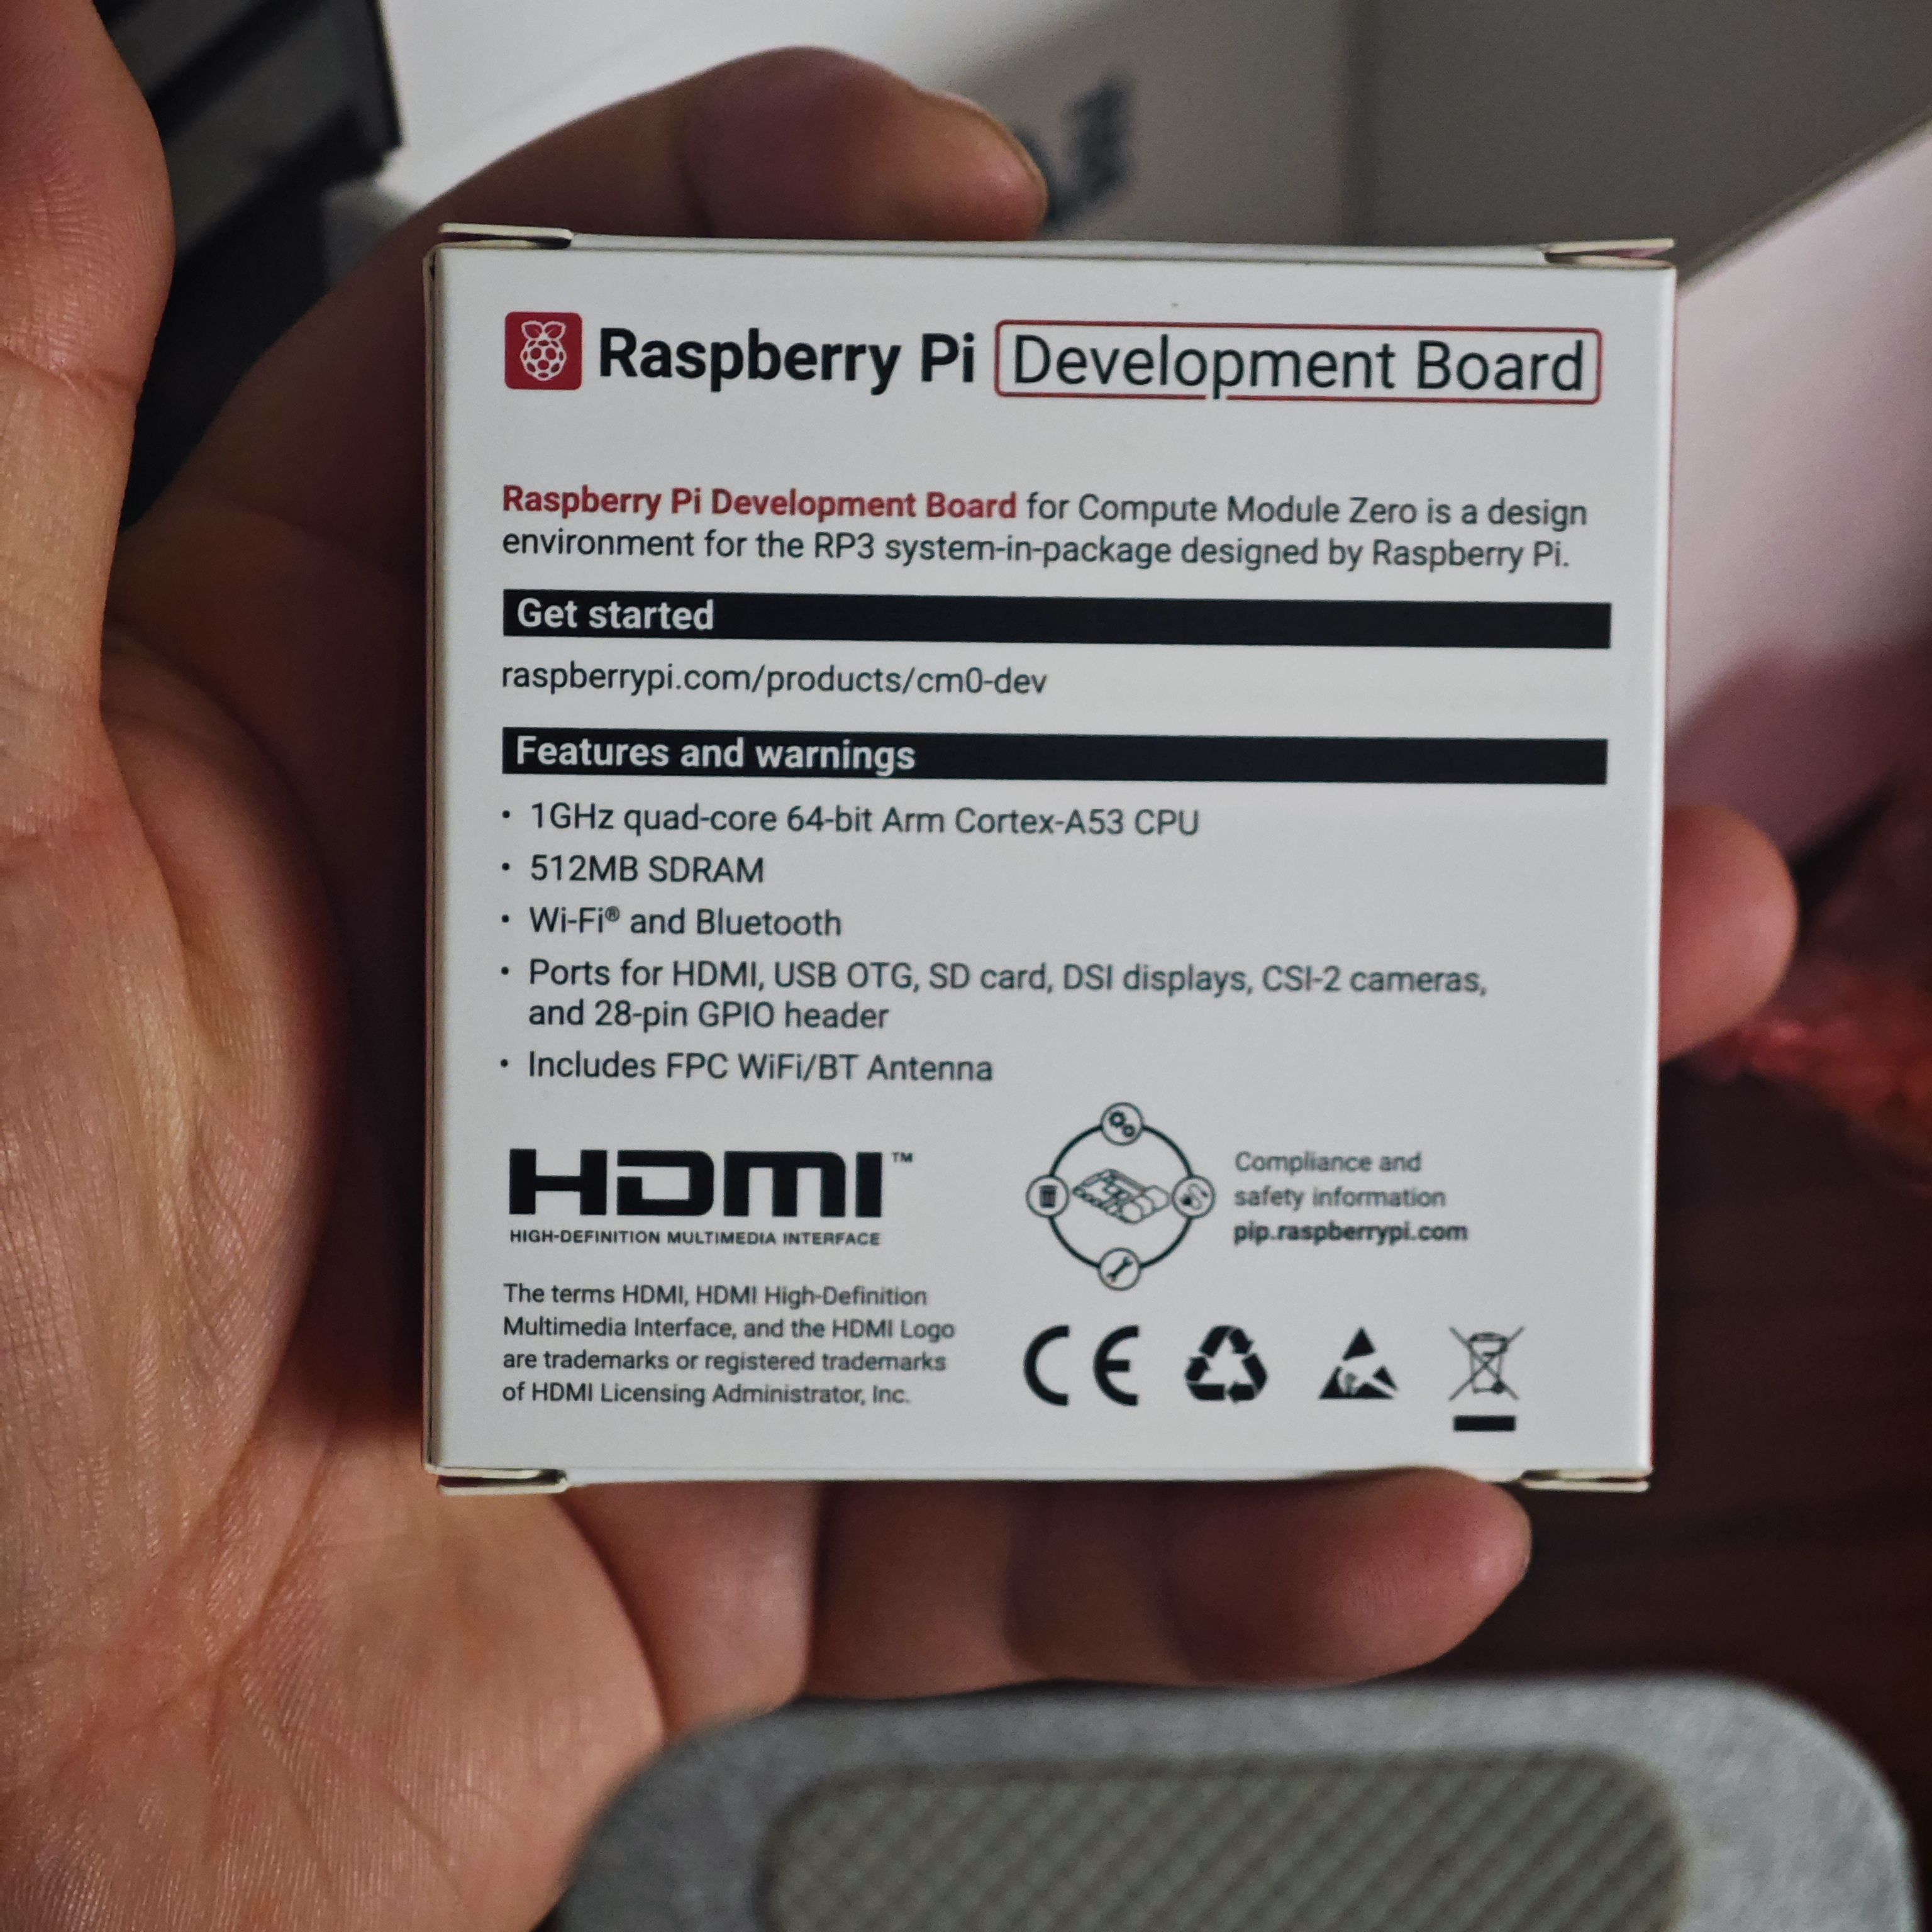 Raspberry Pi Development Board
Raspberry Pi Development Board for Compute Module Zero is a design
environment for the RP3 system-in-package designed by Raspberry Pi.
Get started
raspberrypi.com/products/cm0-dev
Features and warnings
• 1GHz quad-core 64-bit Arm Cortex-A53 CPU
• 512MB SDRAM
• Wi-Fi® and Bluetooth
• Ports for HDMI, USB OTG, SD card, DSI displays, CSI-2 cameras,
and 28-pin GPIO header
• Includes FPC WiFi/BT Antenna
HDMI™
HIGH-DEFINITION MULTIMEDIA INTERFACE
The terms HDMI, HDMI High-Definition
Multimedia Interface, and the HDMI Logo
are trademarks or registered trademarks
of HDMI Licensing Administrator, Inc.
Compliance and
safety information
pip.raspberrypi.com
CE